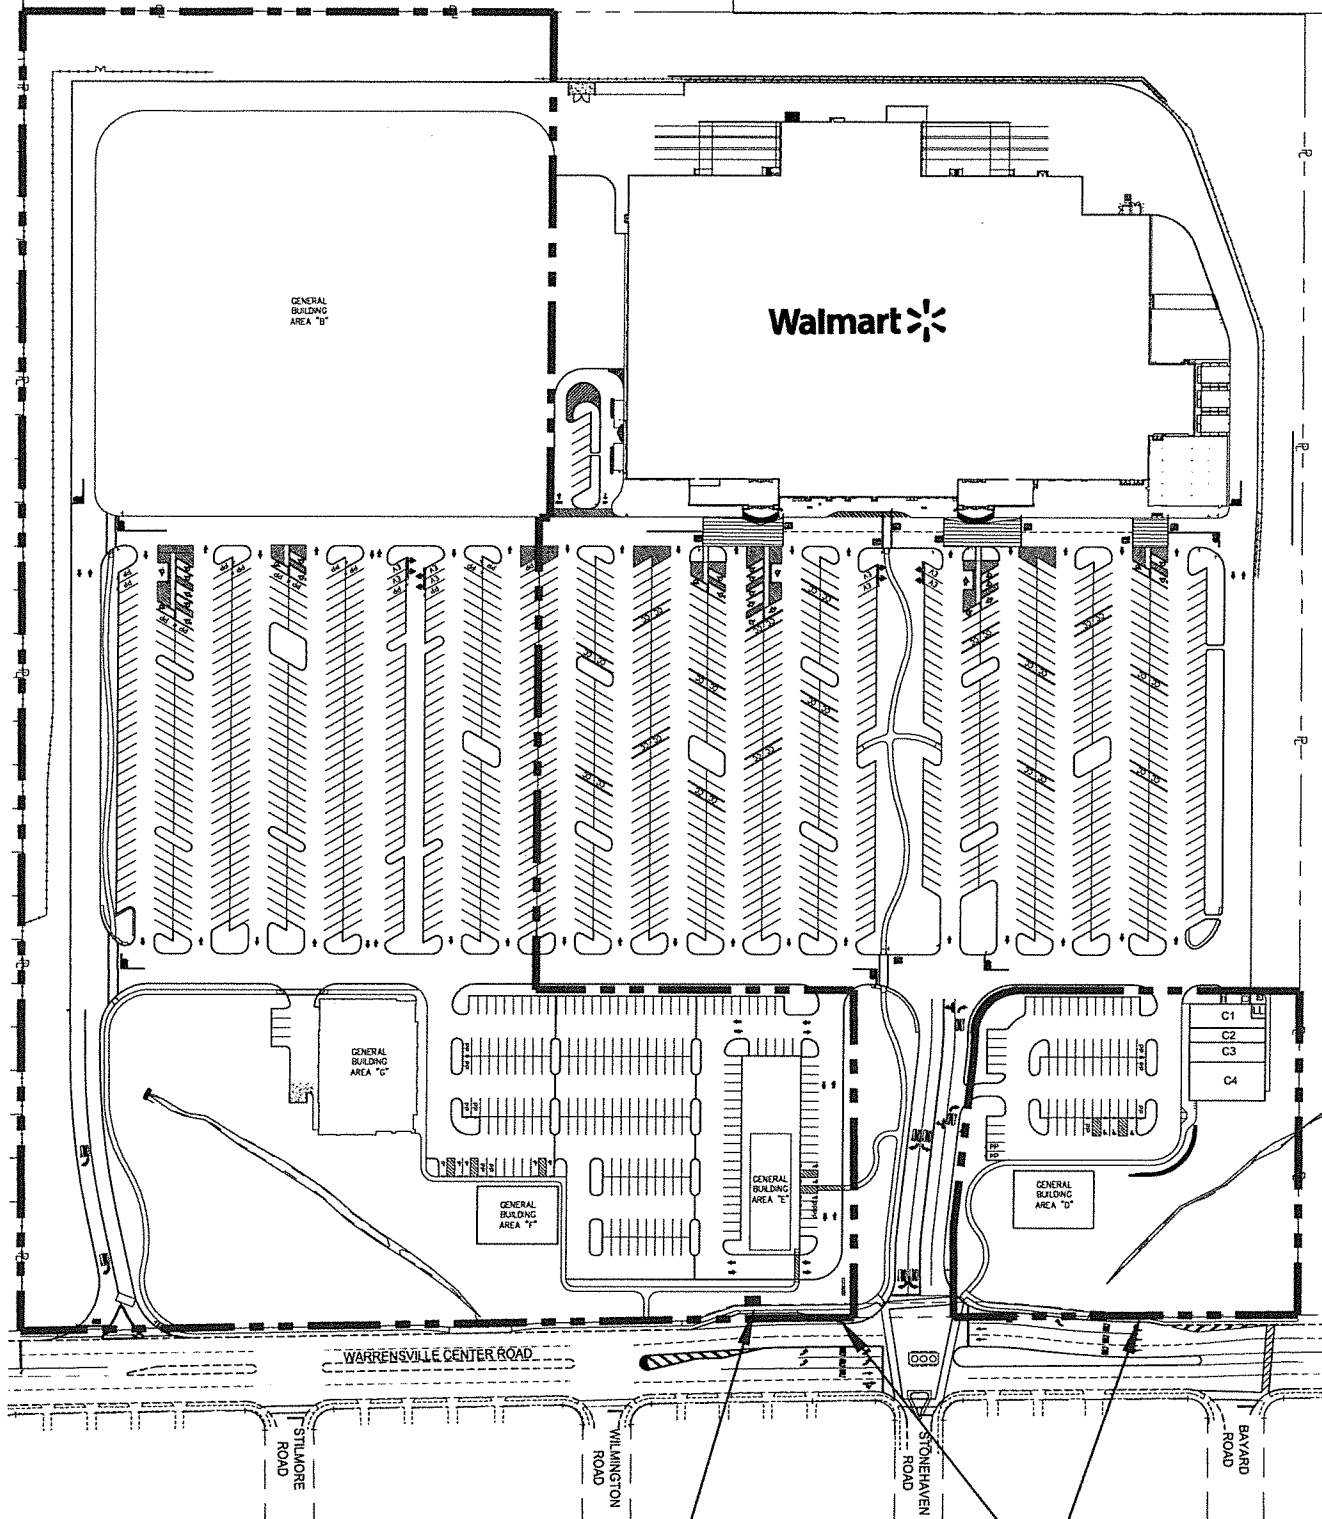 GENERAL
BUILDING
AREA "B"
Walmart
C1
C2
C3
C4
GENERAL
BUILDING
AREA "G"
GENERAL
BUILDING
AREA "E"
GENERAL
BUILDING
AREA "D"
GENERAL
BUILDING
AREA "F"
WARRENSVILLE CENTER ROAD
STILMORE
ROAD
WILMINGTON
ROAD
STONEHAVEN
ROAD
BAYARD
ROAD